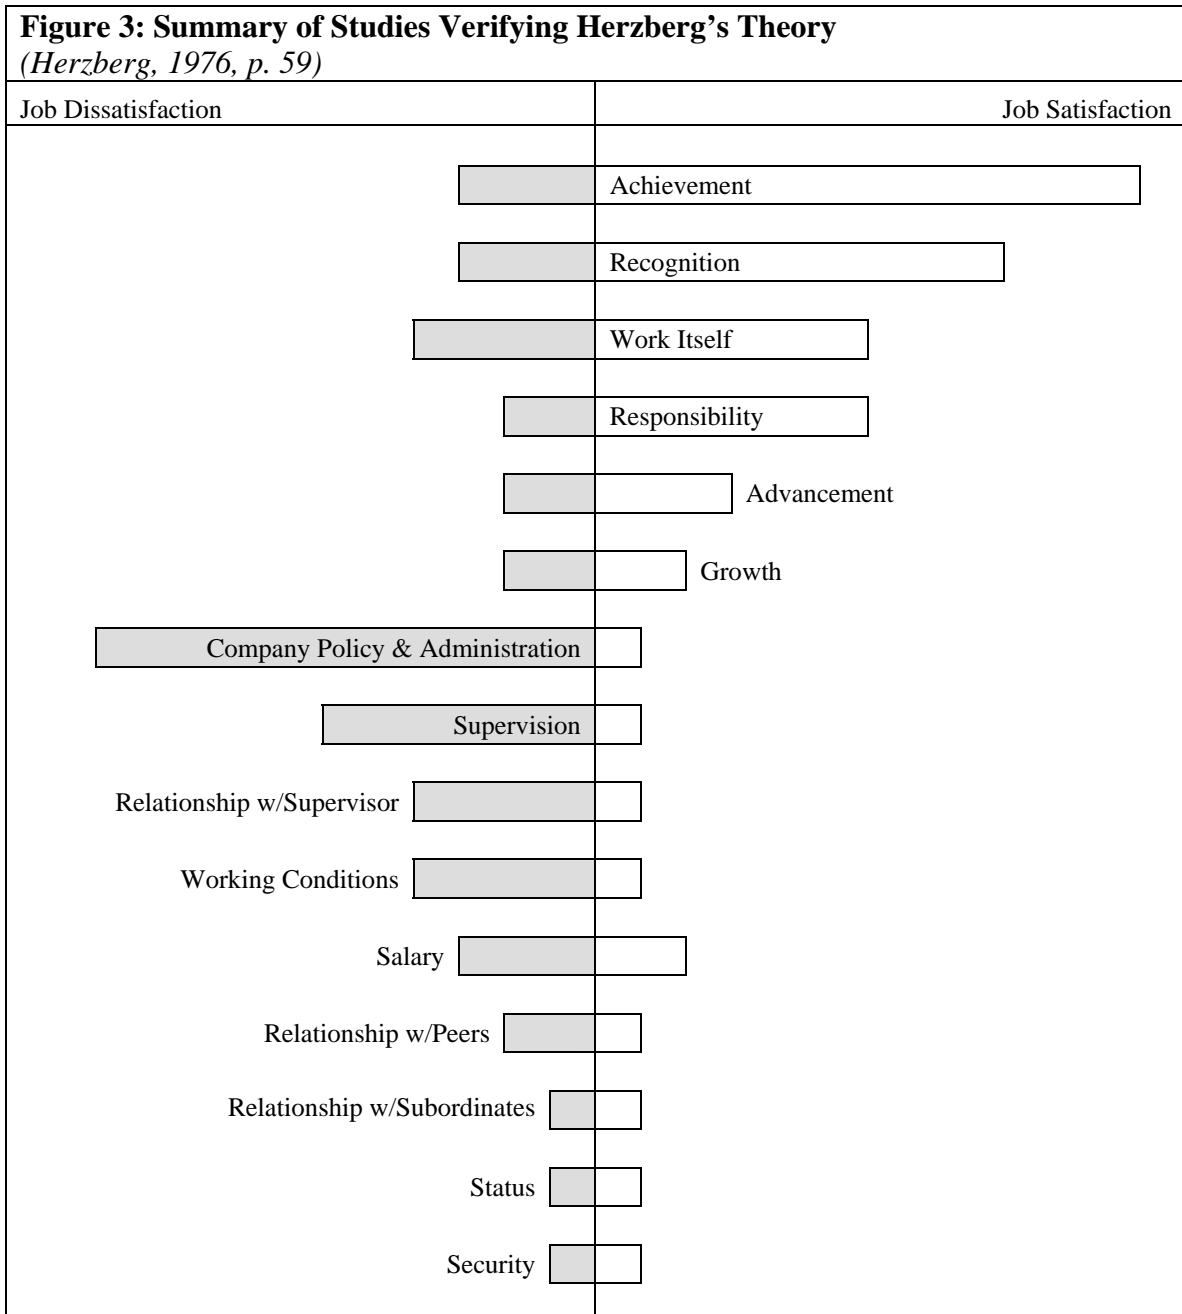 Figure 3: Summary of Studies Verifying Herzberg’s Theory
(Herzberg, 1976, p. 59)
Job Dissatisfaction
Job Satisfaction
Achievement
Recognition
Work Itself
Responsibility
Advancement
Growth
Company Policy & Administration
Supervision
Relationship w/Supervisor
Working Conditions
Salary
Relationship w/Peers
Relationship w/Subordinates
Status
Security